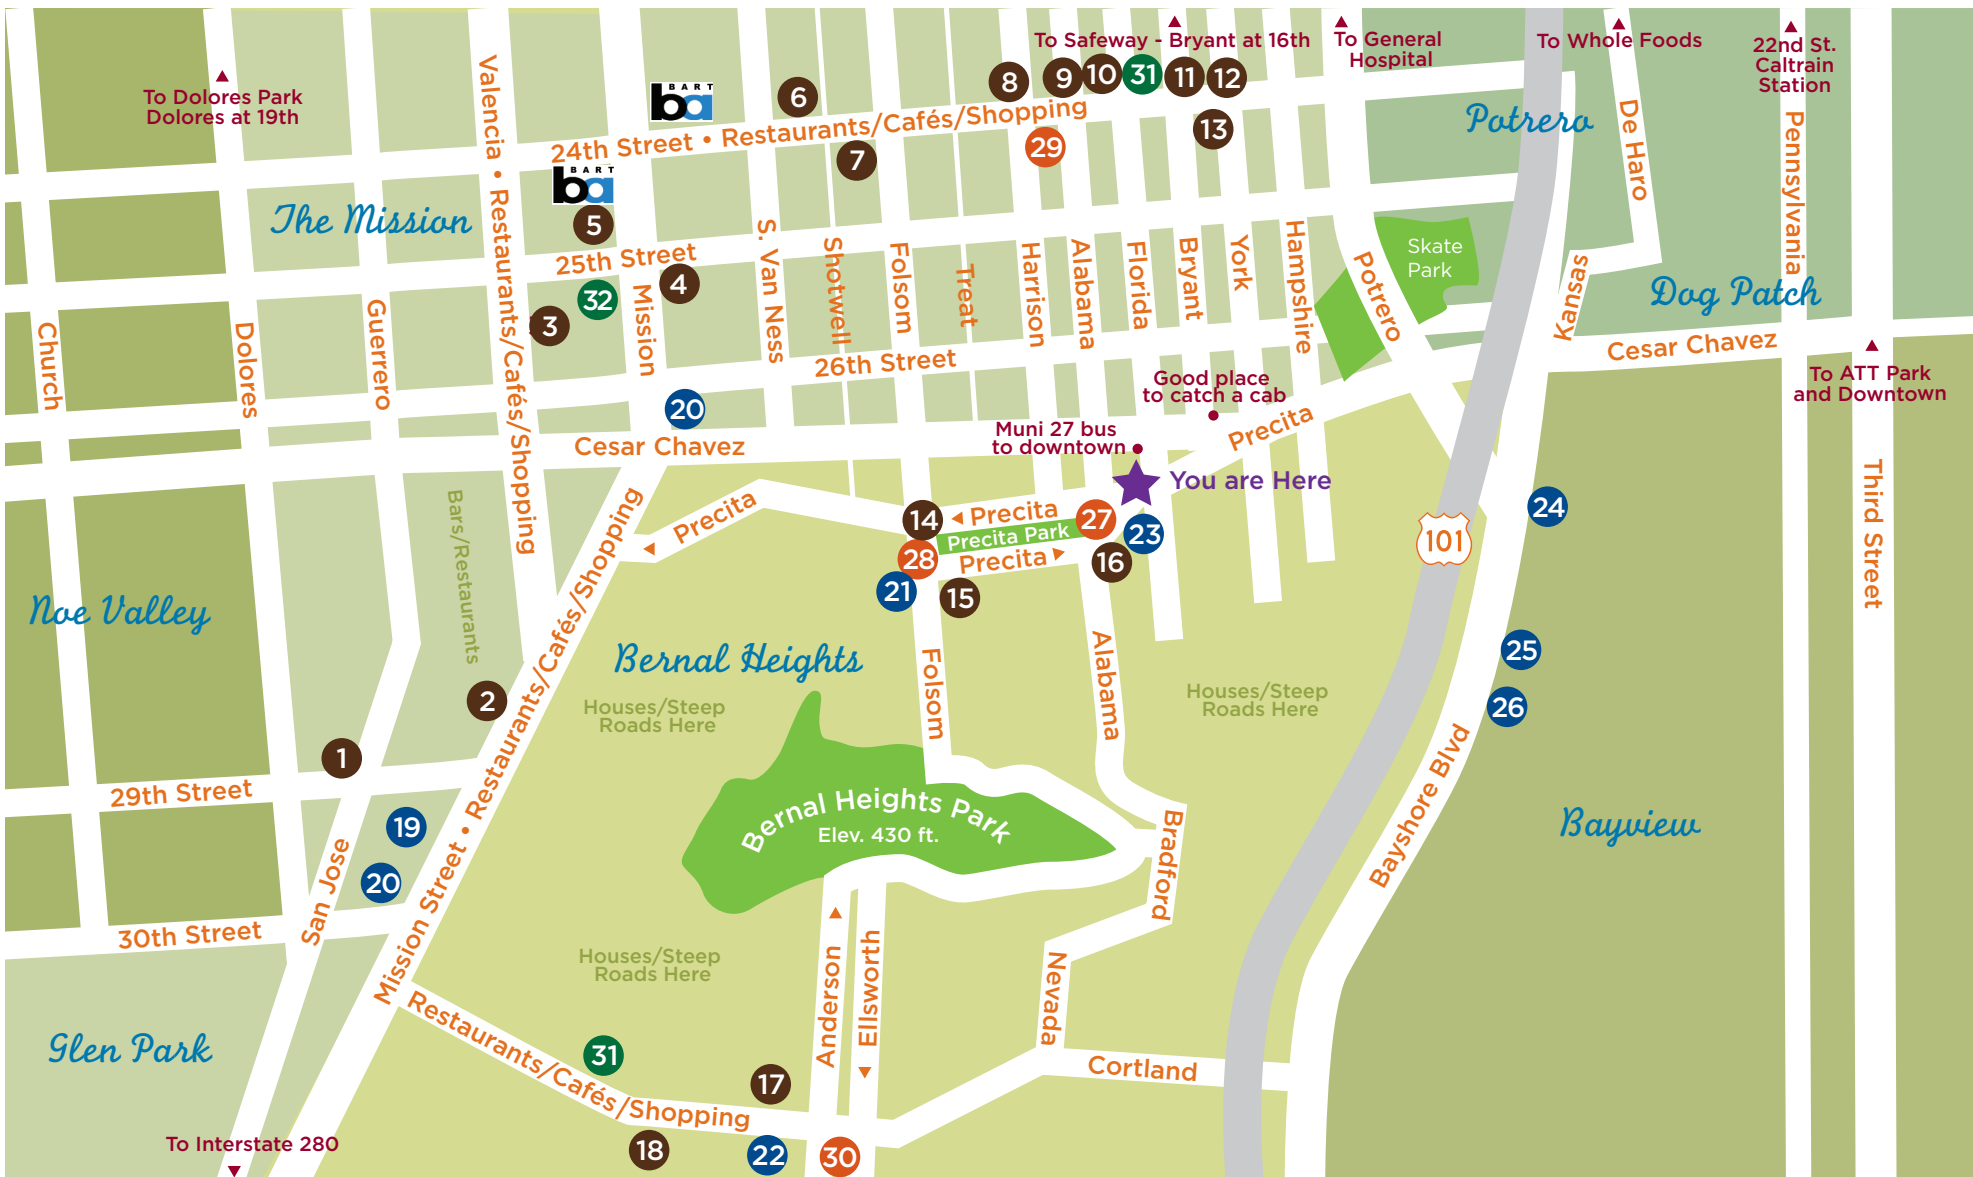 To Safeway - Bryant at 16th
To General
Hospital
To Whole Foods
22nd St.
Caltrain
Station
To Dolores Park
Dolores at 19th
BART
ba
6
8
9
10
31
11
12
13
24th Street • Restaurants/Cafés/Shopping
29
7
BART
ba
5
The Mission
Potrero
De Haro
Pennsylvania
Valencia • Restaurants/Cafés/Shopping
25th Street
4
32
3
Church
Dolores
Guerrero
Mission
S. Van Ness
Shotwell
Folsom
Treat
Harrison
Alabama
Florida
Bryant
York
Hampshire
Potrero
Skate
Park
Kansas
Dog Patch
26th Street
Cesar Chavez
To ATT Park
and Downtown
Good place
to catch a cab
20
Cesar Chavez
Muni 27 bus
to downtown
Precita
You are Here
Bars/Restaurants
Precita
14
Precita
27
Precita Park
23
28
Precita
16
21
15
101
24
Third Street
Noe Valley
Bernal Heights
Folsom
Alabama
25
26
Houses/Steep
Roads Here
Houses/Steep
Roads Here
2
1
29th Street
Mission Street • Restaurants/Cafés/Shopping
19
20
San Jose
30th Street
Bernal Heights Park
Elev. 430 ft.
Bradford
Bayshore Blvd
Bayview
Houses/Steep
Roads Here
Anderson
Ellsworth
Nevada
Cortland
Glen Park
Restaurants/Cafés/Shopping
31
17
18
22
30
To Interstate 280